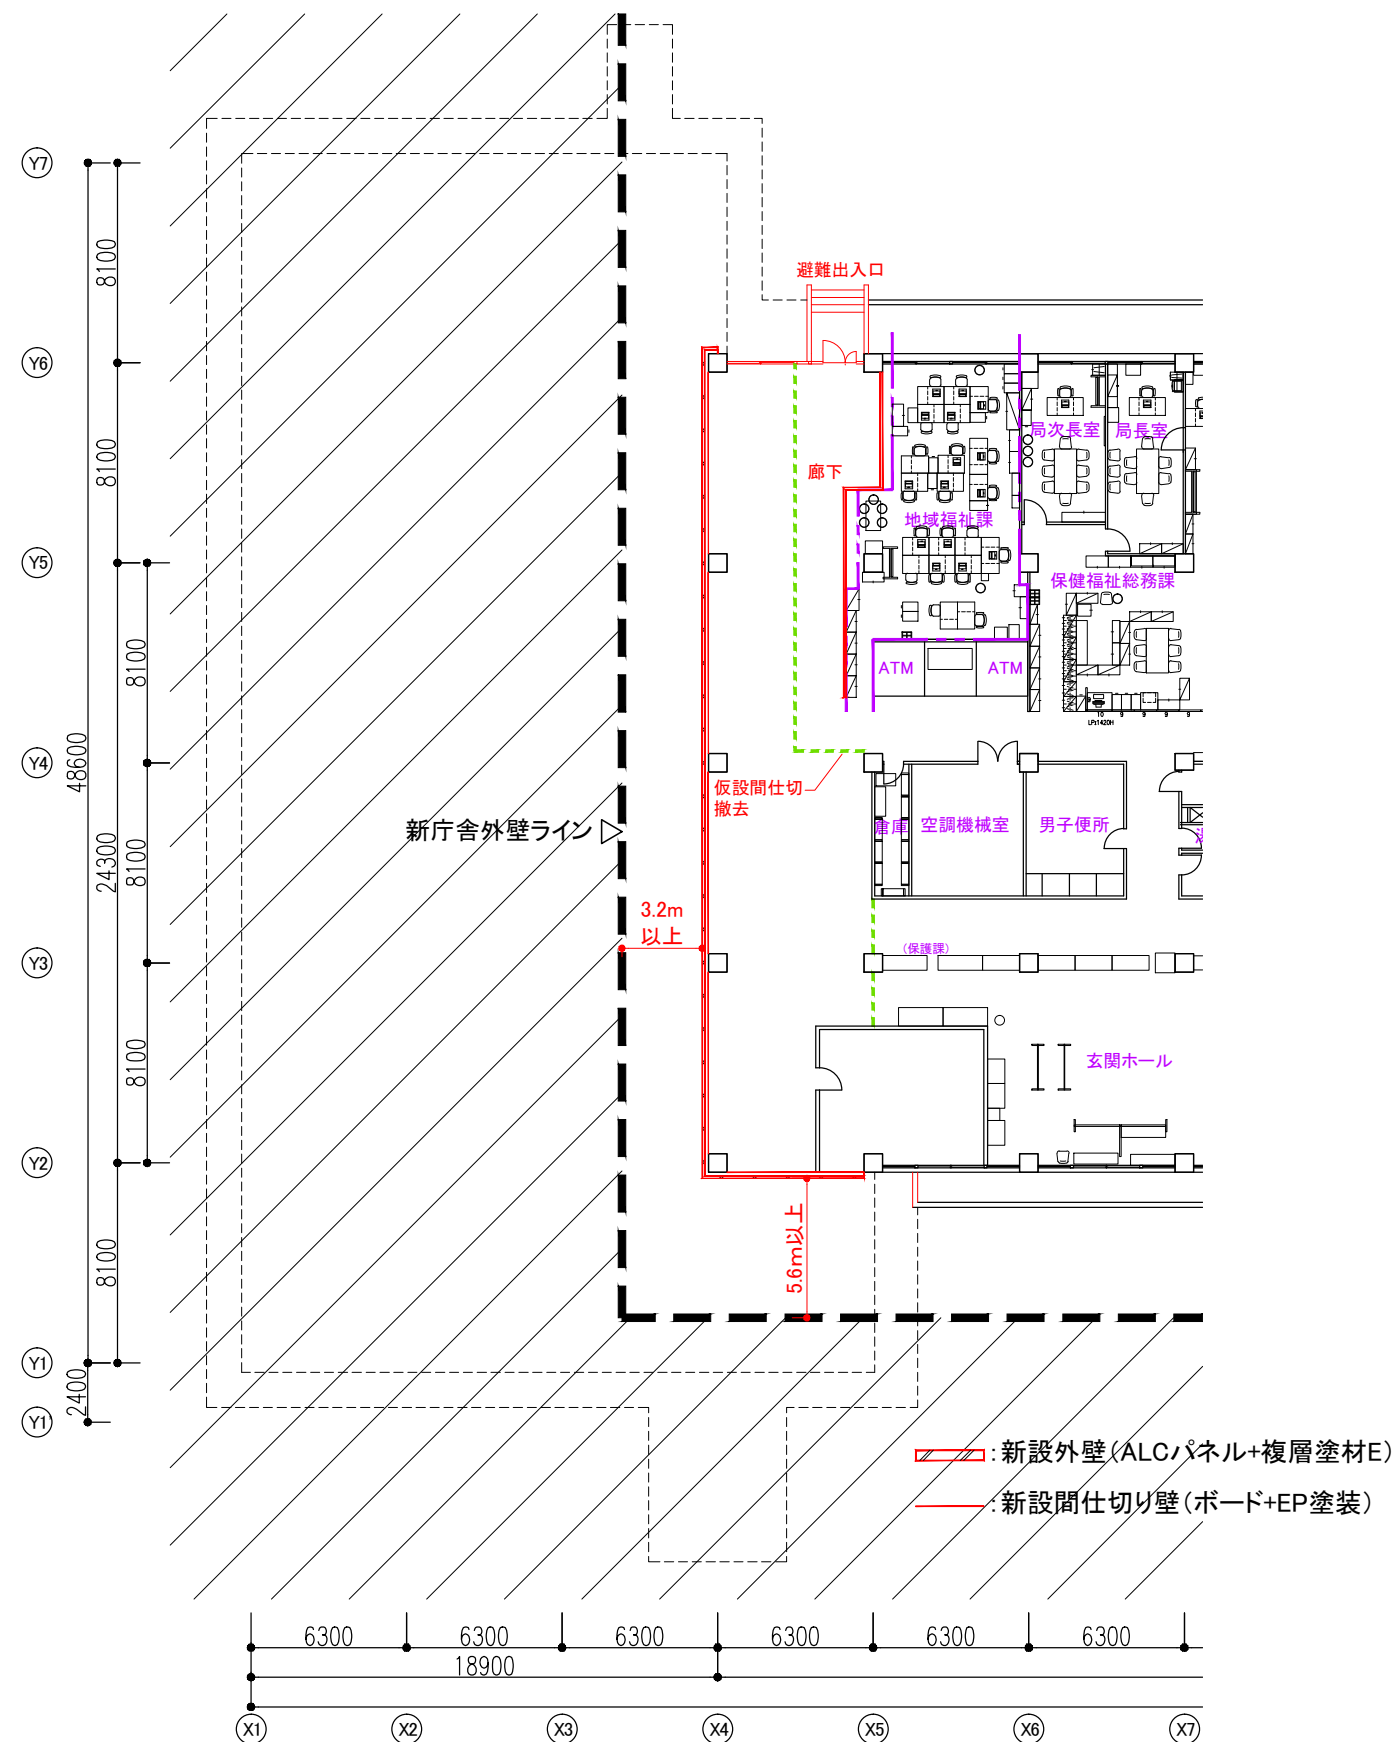 避難出入口
Y7
8100
Y6
8100
廊下
局次長室
局長室
地域福祉課
Y5
保健福祉総務課
8100
ATM
ATM
10 9 9 9 9
LPs1420H
48600
Y4
仮設間仕切
撤去
新庁舎外壁ライン
倉庫
空調機械室
男子便所
24300
8100
3.2m
以上
(保護課)
Y3
8100
玄関ホール
Y2
5.6m以上
8100
Y1
2400
Y1
:新設外壁(ALCパネル+複層塗材E)
:新設間仕切り壁(ボード+EP塗装)
6300
6300
6300
6300
6300
6300
18900
X1
X2
X3
X4
X5
X6
X7